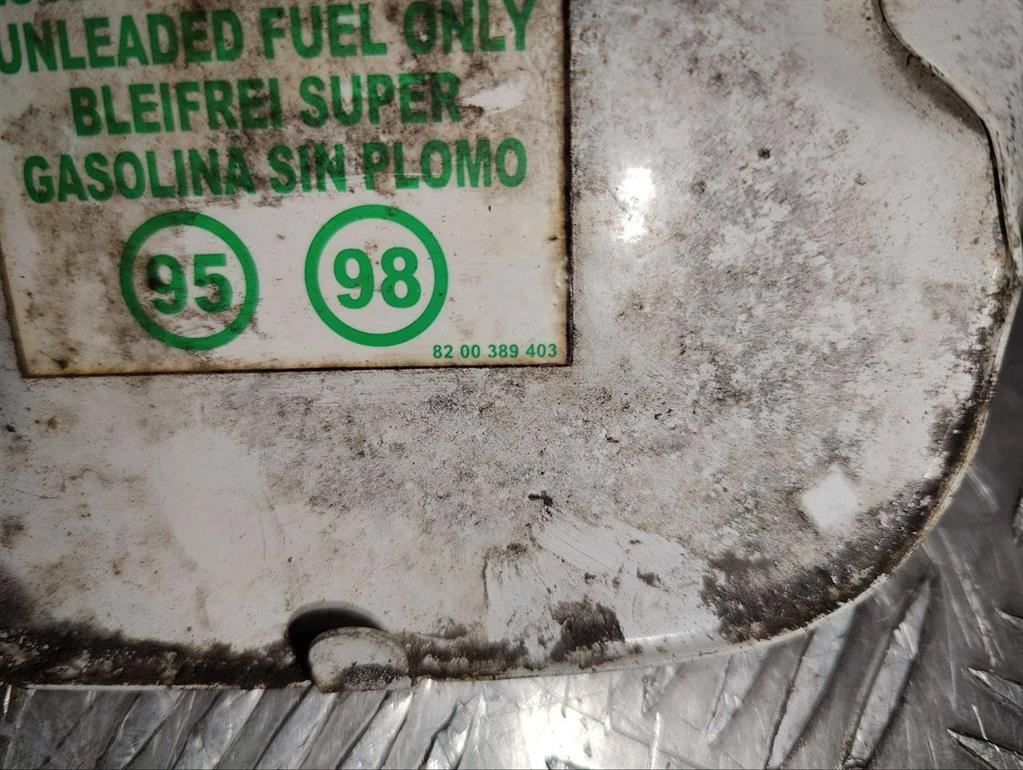 UNLEADED FUEL ONLY
BLEIFREI SUPER
GASOLINA SIN PLOMO
95 98
82 00 389 403